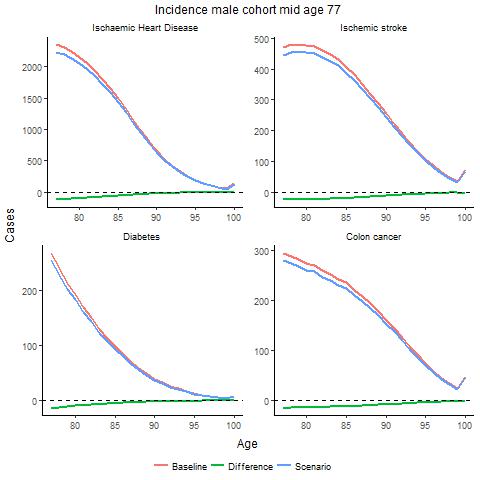 Incidence male cohort mid age 77
Ischaemic Heart Disease
Ischemic stroke
2000
1500
1000
500
0
80 85 90 95 100
500
400
300
200
100
0
80 85 90 95 100
Diabetes
Colon cancer
200
100
0
80 85 90 95 100
300
200
100
0
80 85 90 95 100
Cases
Age
Baseline Difference Scenario